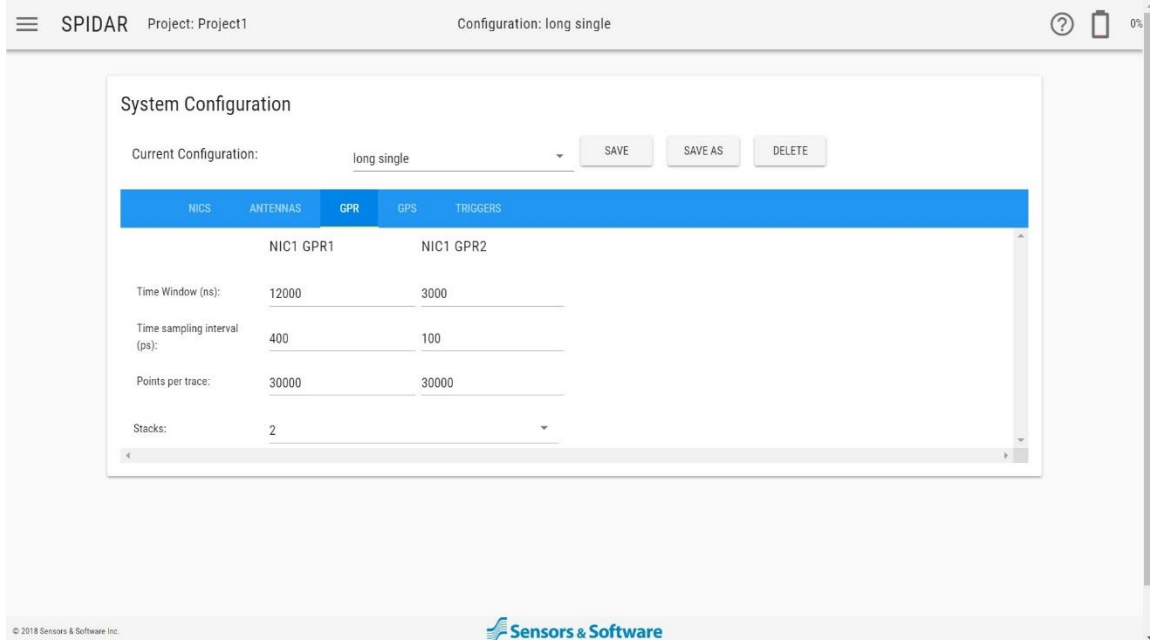 SPIDAR Project: Project1 Configuration: long single 0%
System Configuration
Current Configuration: long single SAVE SAVE AS DELETE
NICS ANTENNAS GPR GPS TRIGGERS
NIC1 GPR1 NIC1 GPR2
Time Window (ns): 12000 3000
Time sampling interval
(ps): 400 100
Points per trace: 30000 30000
Stacks: 2
© 2018 Sensors & Software Inc. Sensors & Software